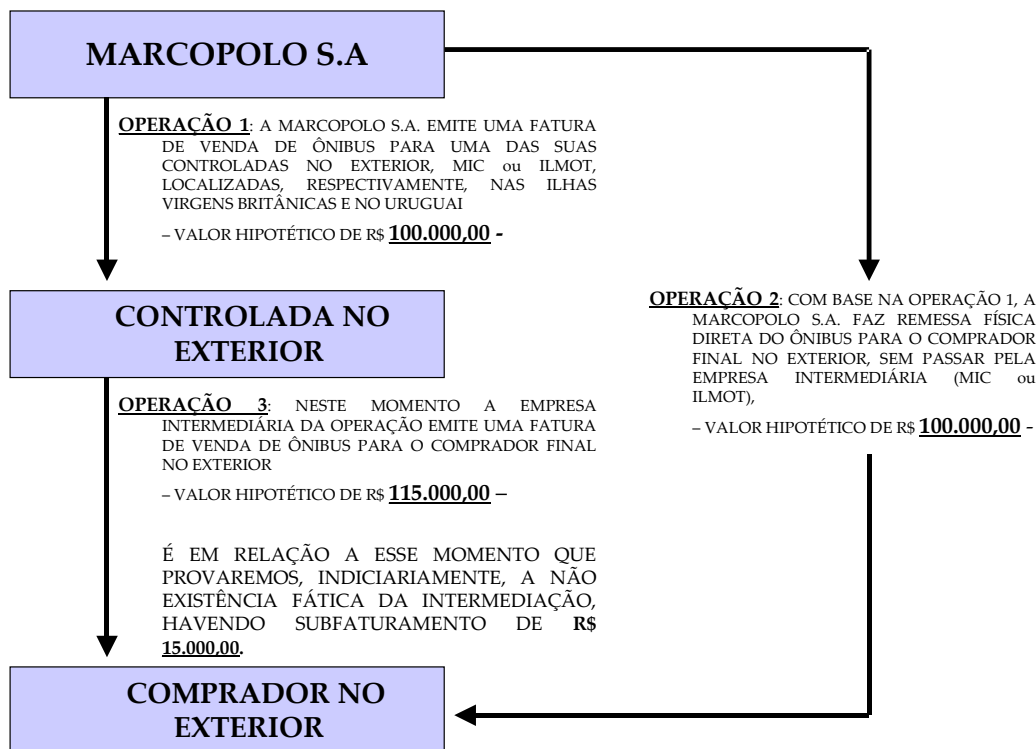 MARCOPOLO S.A
OPERAÇÃO 1: A MARCOPOLO S.A. EMITE UMA FATURA
DE VENDA DE ÔNIBUS PARA UMA DAS SUAS
CONTROLADAS NO EXTERIOR, MIC ou ILMOT,
LOCALIZADAS, RESPECTIVAMENTE, NAS ILHAS
VIRGENS BRITÂNICAS E NO URUGUAI
– VALOR HIPOTÉTICO DE R$ 100.000,00 -
CONTROLADA NO
EXTERIOR
OPERAÇÃO 2: COM BASE NA OPERAÇÃO 1, A
MARCOPOLO S.A. FAZ REMESSA FÍSICA
DIRETA DO ÔNIBUS PARA O COMPRADOR
FINAL NO EXTERIOR, SEM PASSAR PELA
EMPRESA INTERMEDIÁRIA (MIC ou
ILMOT),
– VALOR HIPOTÉTICO DE R$ 100.000,00 -
OPERAÇÃO 3: NESTE MOMENTO A EMPRESA
INTERMEDIÁRIA DA OPERAÇÃO EMITE UMA FATURA
DE VENDA DE ÔNIBUS PARA O COMPRADOR FINAL
NO EXTERIOR
– VALOR HIPOTÉTICO DE R$ 115.000,00 –
É EM RELAÇÃO A ESSE MOMENTO QUE
PROVAREMOS, INDICIARIAMENTE, A NÃO
EXISTÊNCIA FÁTICA DA INTERMEDIAÇÃO,
HAVENDO SUBFATURAMENTO DE R$
15.000,00.
COMPRADOR NO
EXTERIOR